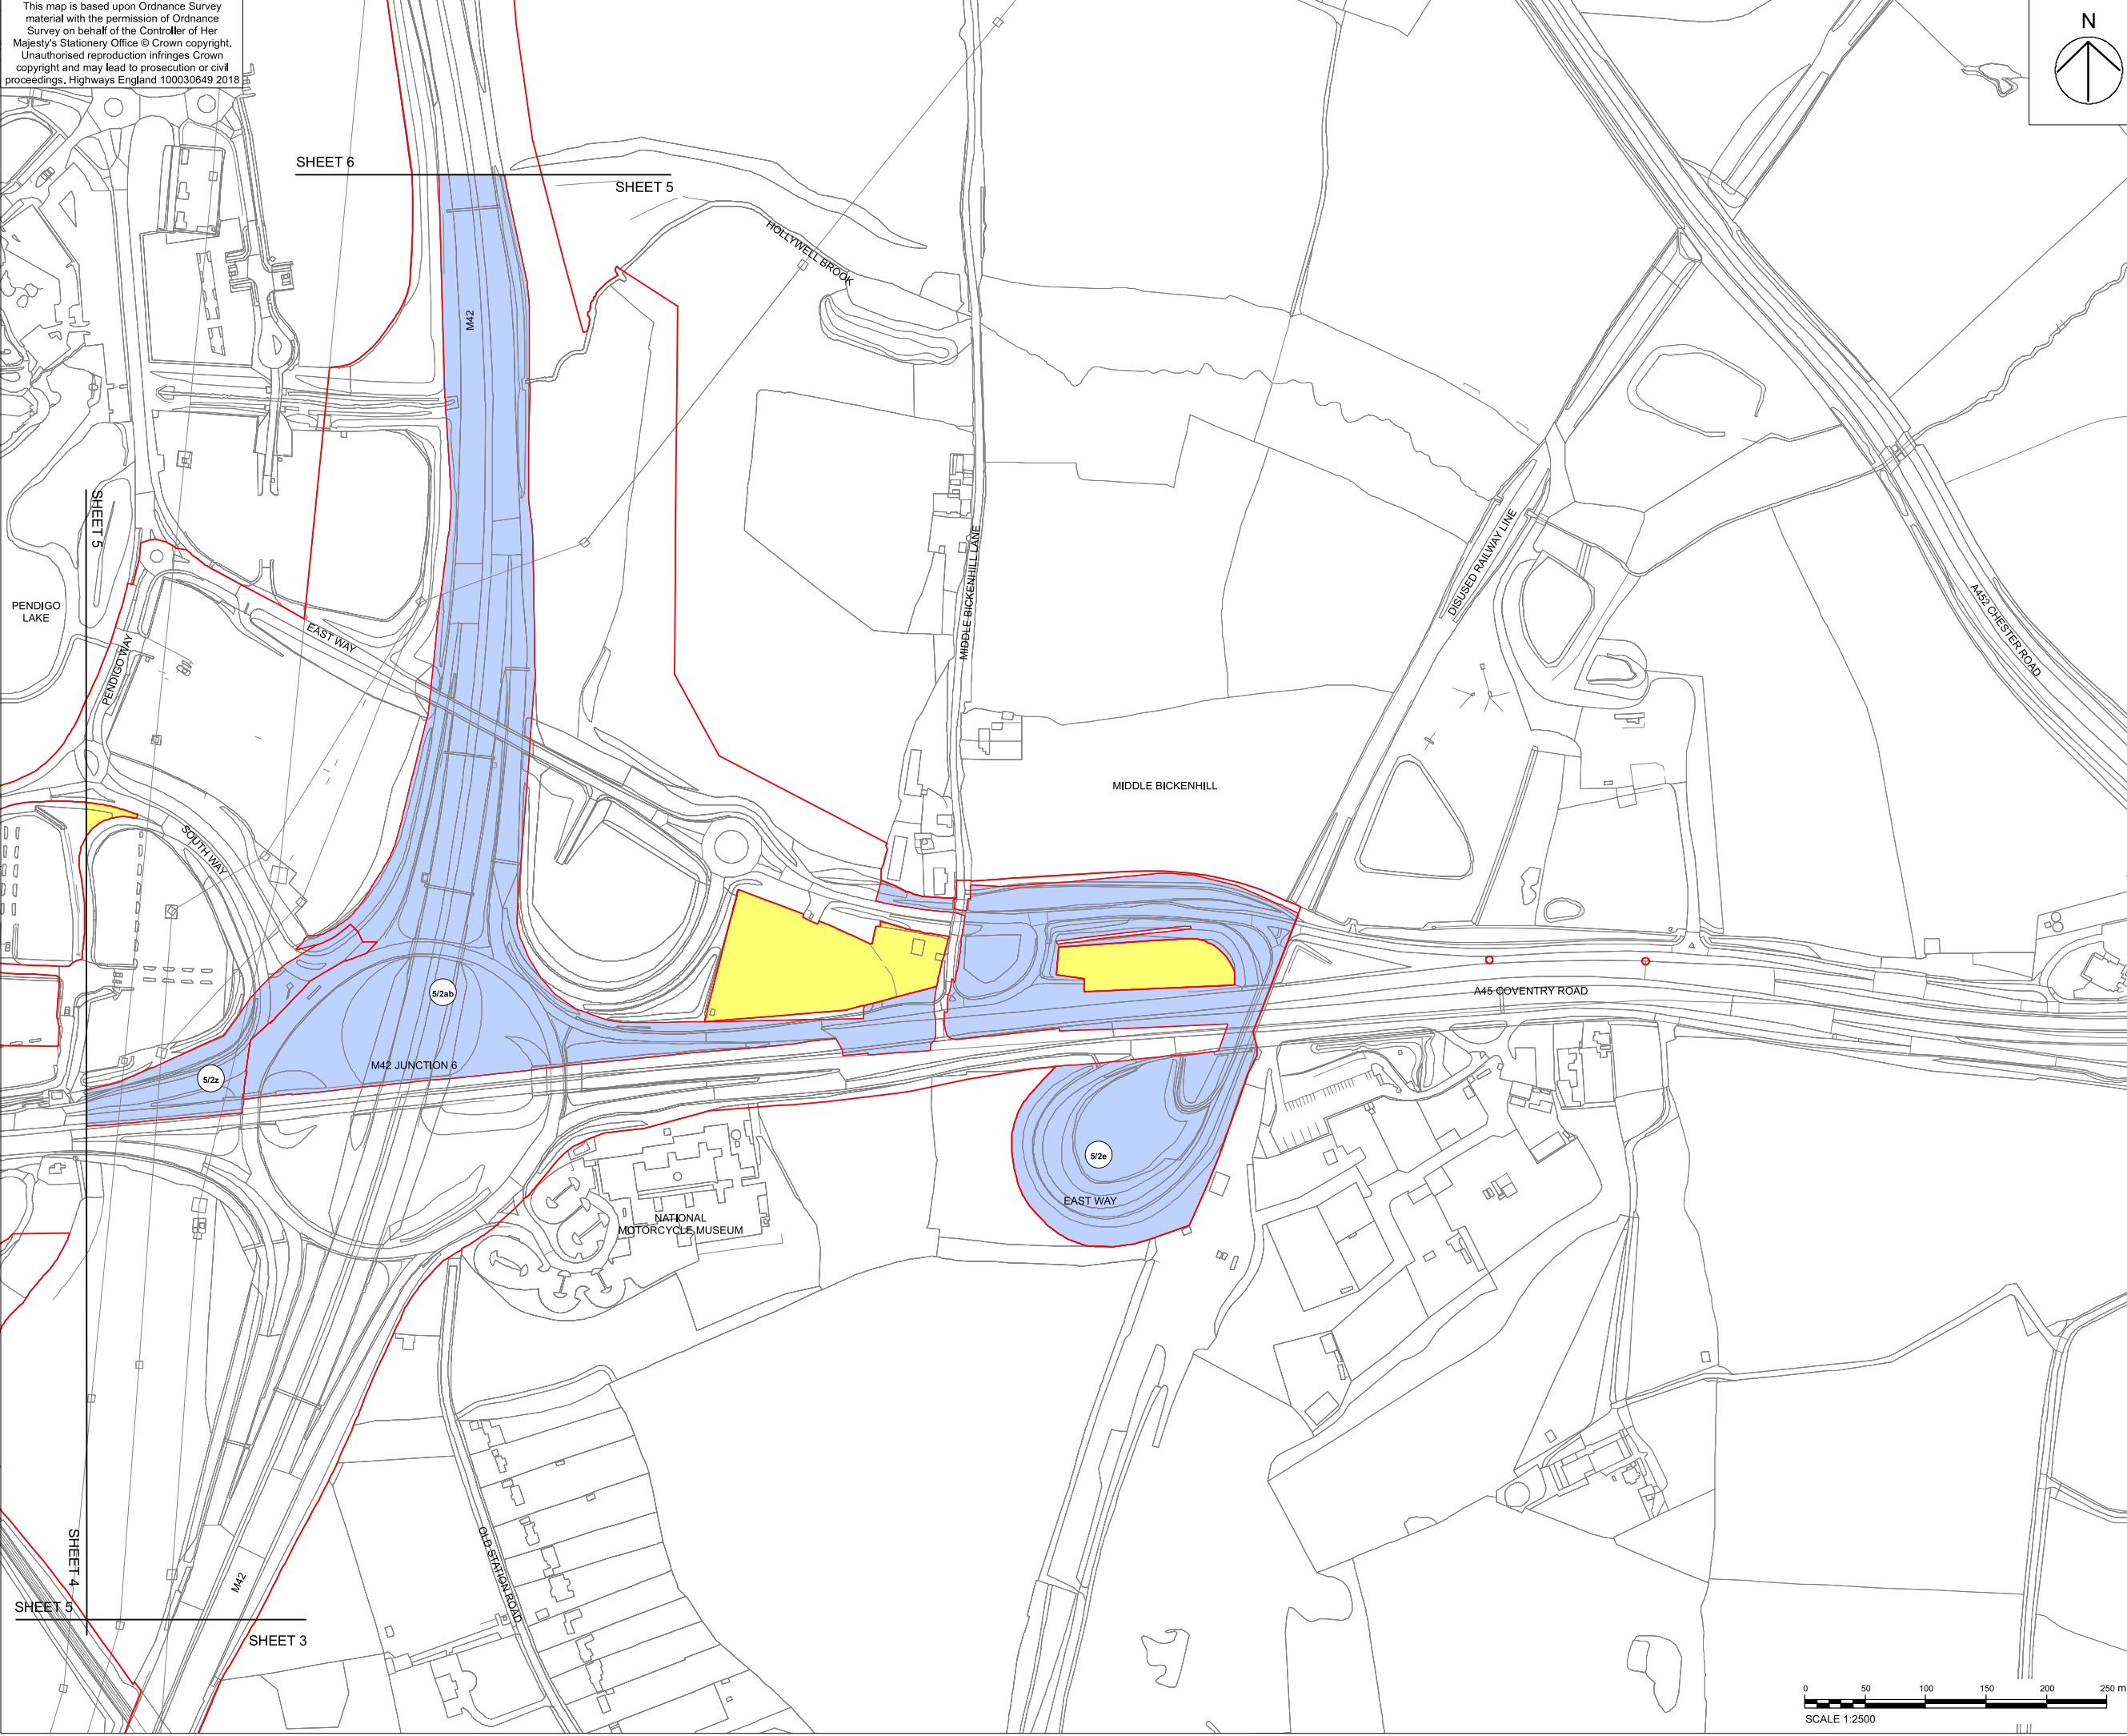 This map is based upon Ordnance Survey
material with the permission of Ordnance
Survey on behalf of the Controller of Her
Majesty's Stationery Office © Crown copyright.
Unauthorised reproduction infringes Crown
copyright and may lead to prosecution or civil
proceedings. Highways England 100030649 2018
N
SHEET 6
SHEET 5
HOLLYWELL BROOK
M42
SHEET 5
DISUSED RAILWAY LINE
MIDDLE BICKENHILL LANE
A452 CHESTER ROAD
PENDIGO
LAKE
PENDIGO WAY
EAST WAY
MIDDLE BICKENHILL
SOUTH WAY
5/2ab
A45 COVENTRY ROAD
M42 JUNCTION 6
5/2z
5/2e
EAST WAY
NATIONAL
MOTORCYCLE MUSEUM
SHEET 4
OLD STATION ROAD
M42
SHEET 5
SHEET 3
0 50 100 150 200 250 m
SCALE 1:2500